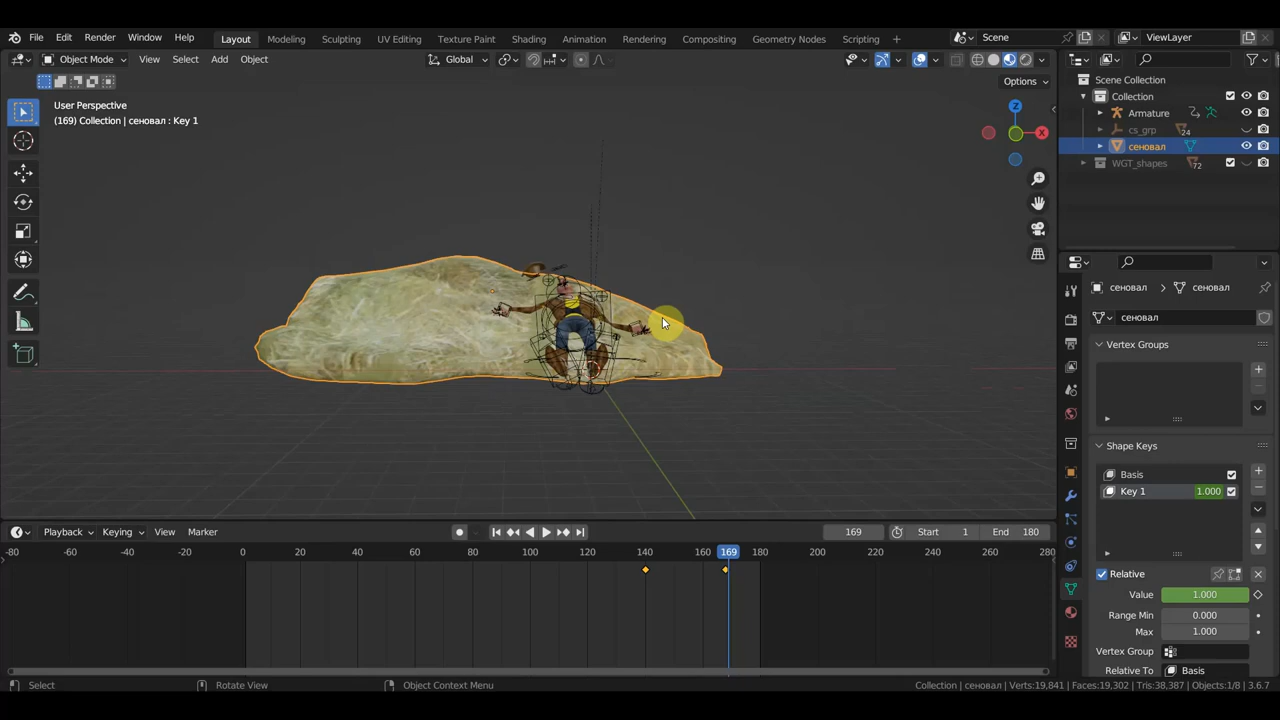 File Edit Render Window Help Layout Modeling Sculpting UV Editing Texture Paint Shading Animation Rendering Compositing Geometry Nodes Scripting + Scene ViewLayer
Object Mode View Select Add Object Global
Options
User Perspective
(169) Collection | сеновал : Key 1
Z
X
Scene Collection
Collection
Armature
cs_grp 24
сеновал
WGT_shapes 72
сеновал > сеновал
сеновал
Vertex Groups
Shape Keys
Basis
Key 1 1.000
Relative
Value 1.000
Range Min 0.000
Max 1.000
Vertex Group
Relative To Basis
Playback Keying View Marker 169 Start 1 End 180
-80 -60 -40 -20 0 20 40 60 80 100 120 140 160 169 180 200 220 240 260 280
Select Rotate View Object Context Menu Collection | сеновал | Verts:19,841 | Faces:19,302 | Tris:38,387 | Objects:1/8 | 3.6.7